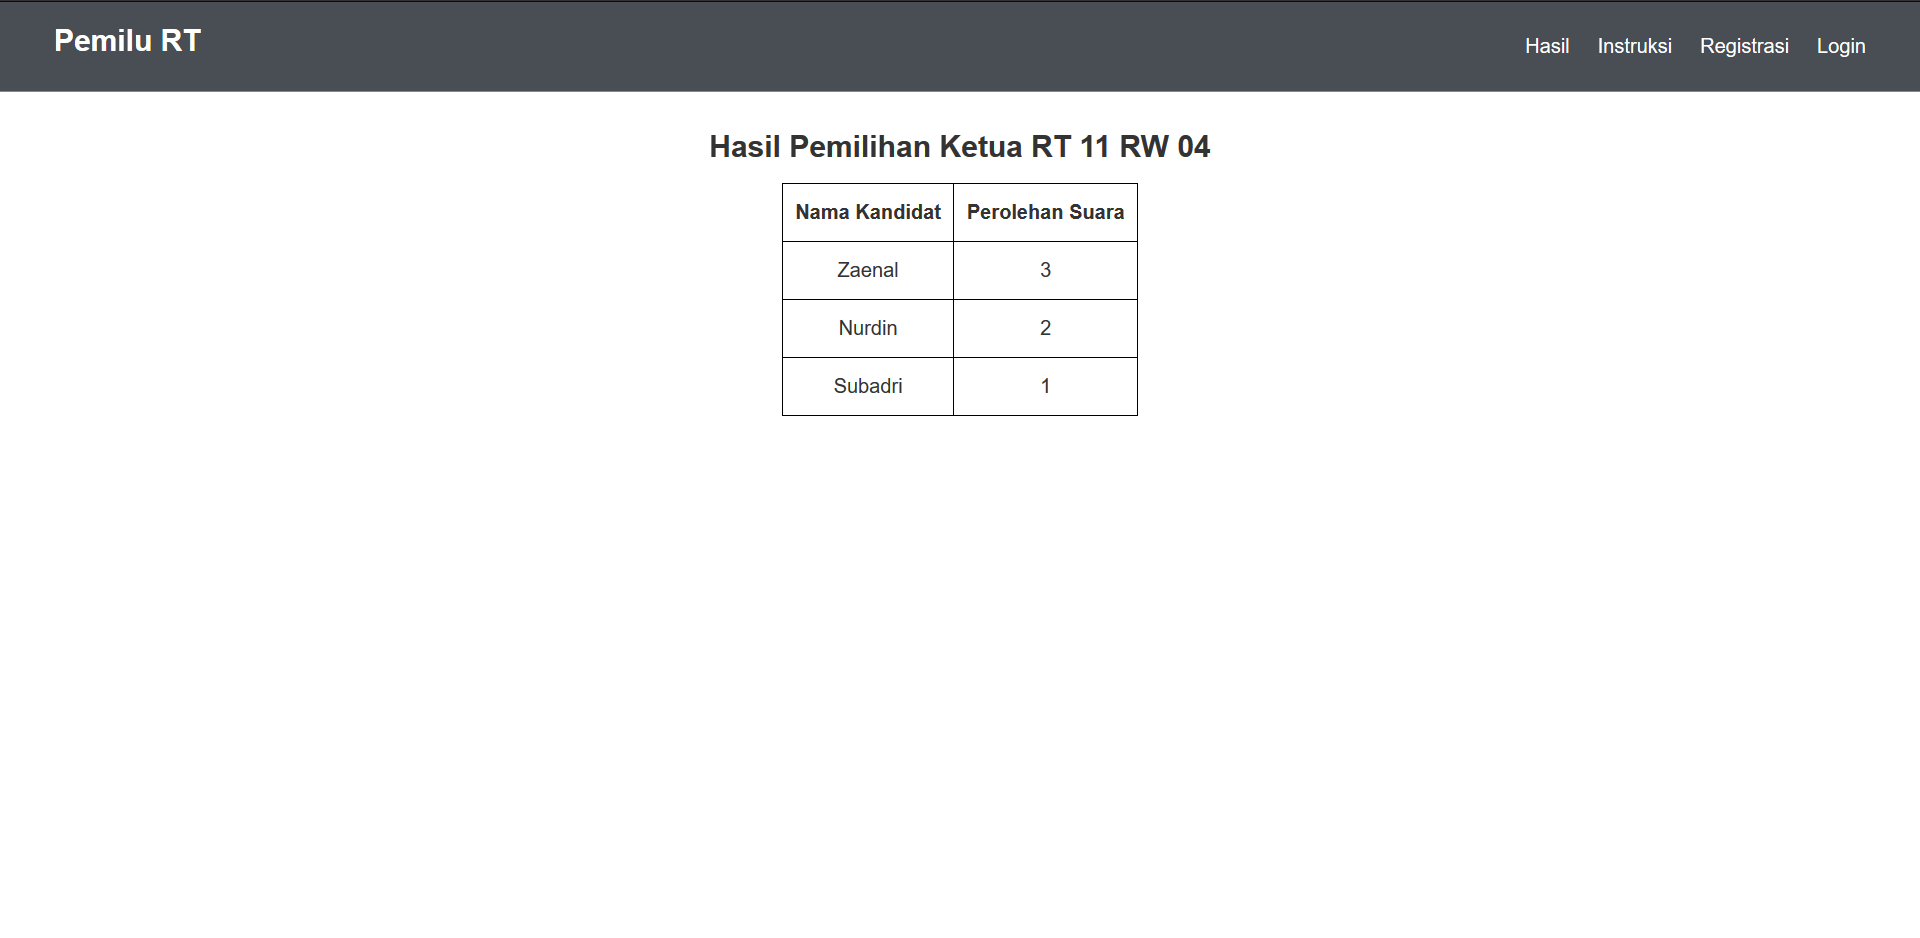 Pemilu RT
Hasil Instruksi Registrasi Login
Hasil Pemilihan Ketua RT 11 RW 04
Nama Kandidat Perolehan Suara
Zaenal 3
Nurdin 2
Subadri 1